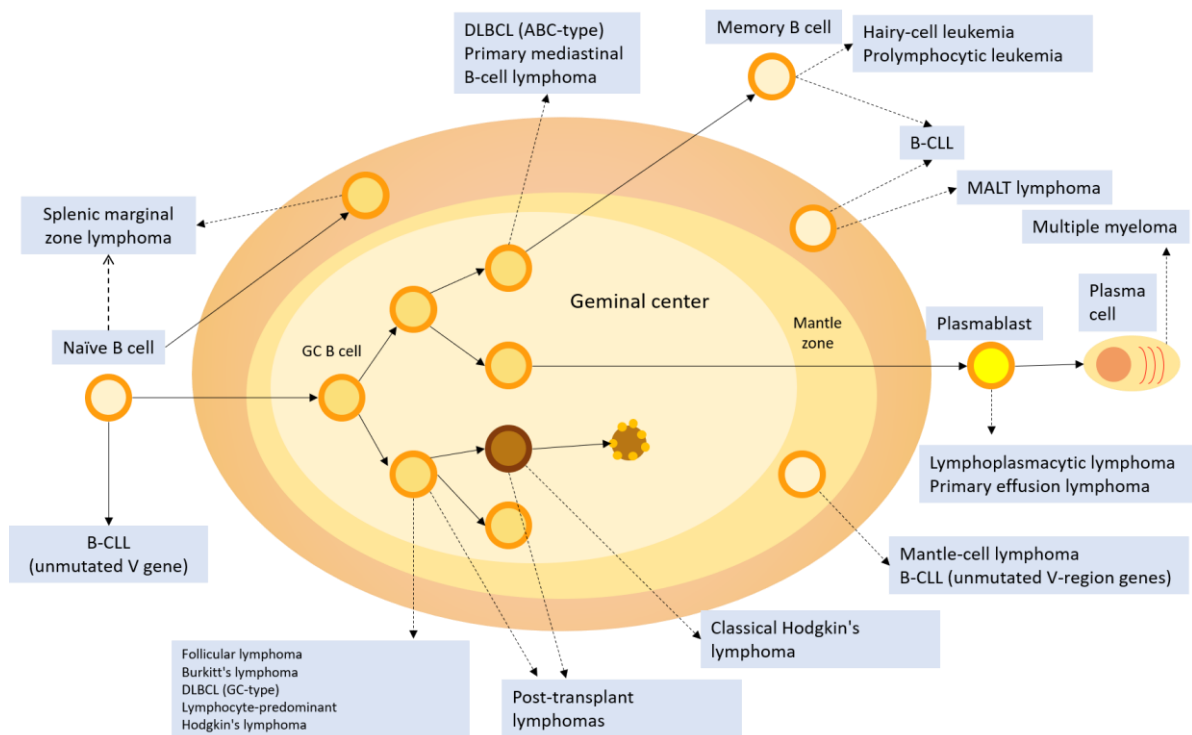 DLBCL (ABC-type)
Primary mediastinal
B-cell lymphoma
Memory B cell
Hairy-cell leukemia
Prolymphocytic leukemia
B-CLL
MALT lymphoma
Splenic marginal
zone lymphoma
Multiple myeloma
Geminal center
Plasma
cell
Mantle
zone
Plasmablast
Naïve B cell
GC B cell
Lymphoplasmacytic lymphoma
Primary effusion lymphoma
B-CLL
(unmutated V gene)
Mantle-cell lymphoma
B-CLL (unmutated V-region genes)
Classical Hodgkin's
lymphoma
Follicular lymphoma
Burkitt's lymphoma
DLBCL (GC-type)
Lymphocyte-predominant
Hodgkin's lymphoma
Post-transplant
lymphomas